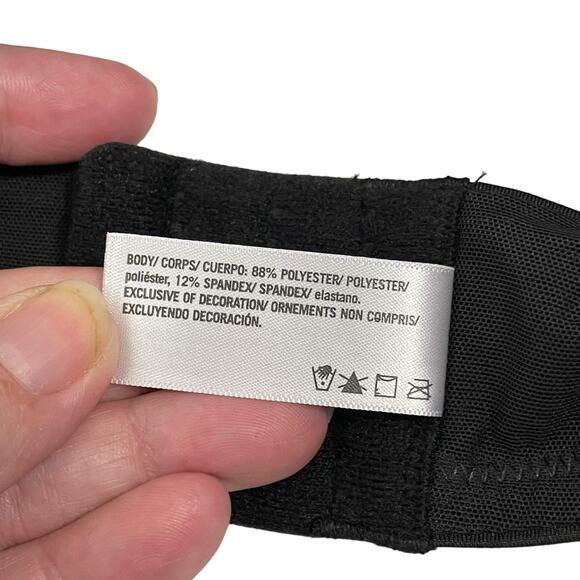 BODY/ CORPS/ CUERPO: 88% POLYESTER/ POLYESTER/
poliéster, 12% SPANDEX/ SPANDEX/ elastano.
EXCLUSIVE OF DECORATION/ ORNEMENTS NON COMPRIS/
EXCLUYENDO DECORACIÓN.